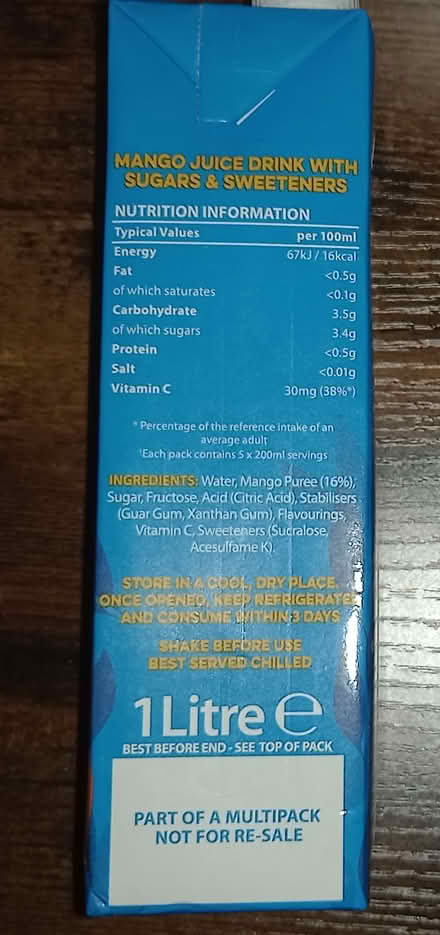 MANGO JUICE DRINK WITH
SUGARS & SWEETENERS
NUTRITION INFORMATION
Typical Values per 100ml
Energy 67kJ / 16kcal
Fat <0.5g
of which saturates <0.1g
Carbohydrate 3.5g
of which sugars 3.4g
Protein <0.5g
Salt <0.01g
Vitamin C 30mg (38%*)
* Percentage of the reference intake of an
average adult
†Each pack contains 5 x 200ml servings
INGREDIENTS: Water, Mango Puree (16%),
Sugar, Fructose, Acid (Citric Acid), Stabilisers
(Guar Gum, Xanthan Gum), Flavourings,
Vitamin C, Sweeteners (Sucralose,
Acesulfame K).
STORE IN A COOL, DRY PLACE.
ONCE OPENED, KEEP REFRIGERATED
AND CONSUME WITHIN 3 DAYS
SHAKE BEFORE USE
BEST SERVED CHILLED
1 Litre ℮
BEST BEFORE END - SEE TOP OF PACK
PART OF A MULTIPACK
NOT FOR RE-SALE